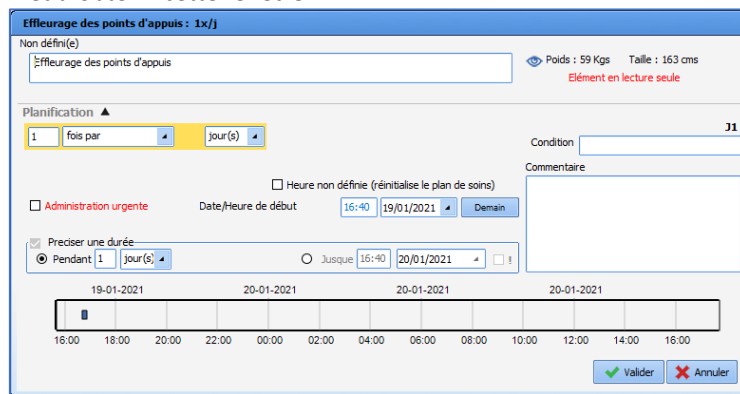 Effleurage des points d'appuis : 1x/j
Non défini(e)
Effleurage des points d'appuis
Poids : 59 Kgs Taille : 163 cms
Elément en lecture seule
Planification ▲
J1
1 fois par jour(s)
Condition
Commentaire
Heure non définie (réinitialise le plan de soins)
Administration urgente Date/Heure de début 16:40 19/01/2021 Demain
Preciser une durée
Pendant 1 jour(s) Jusque 16:40 20/01/2021 !
19-01-2021 20-01-2021 20-01-2021 20-01-2021
16:00 18:00 20:00 22:00 00:00 02:00 04:00 06:00 08:00 10:00 12:00 14:00 16:00
Valider Annuler